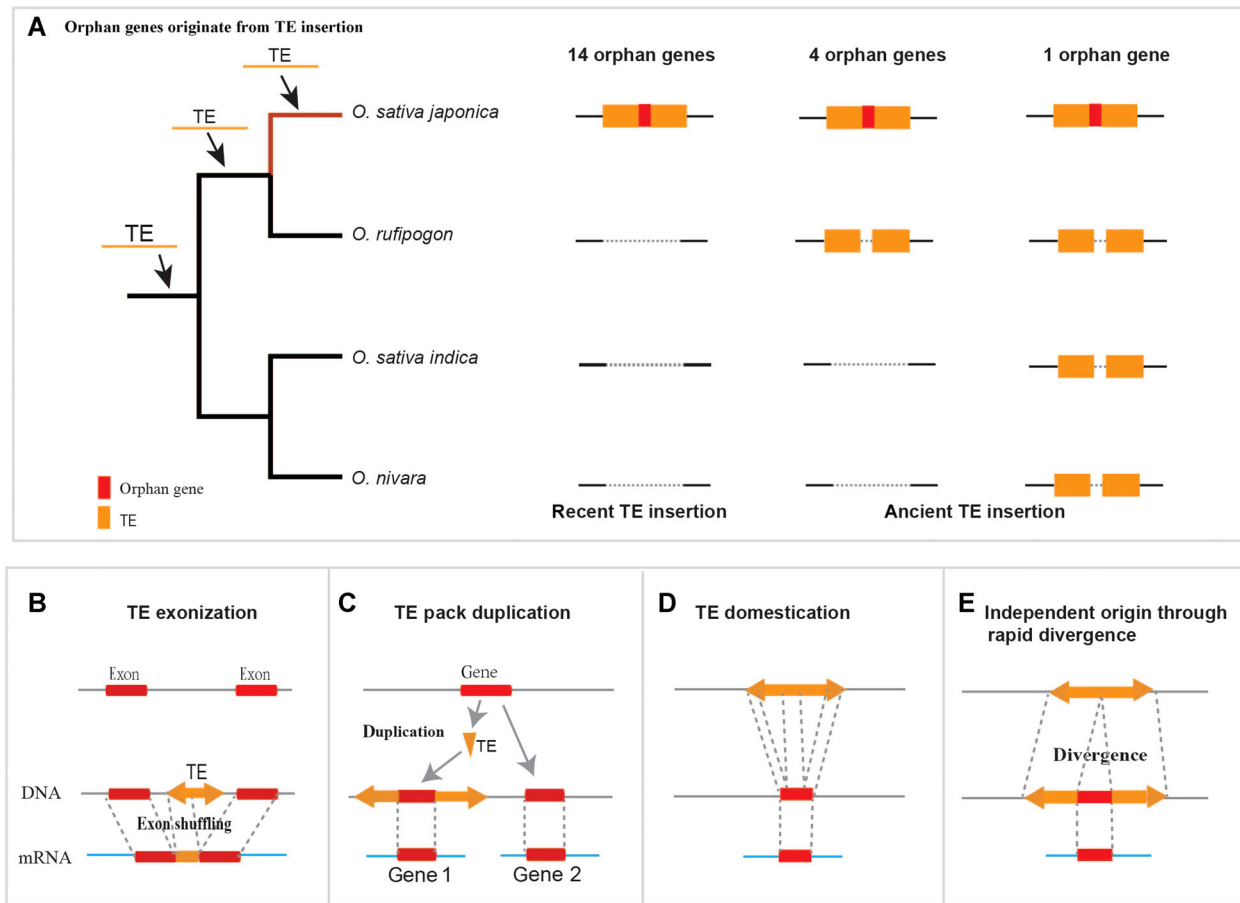 A Orphan genes originate from TE insertion
TE
14 orphan genes
4 orphan genes
1 orphan gene
O. sativa japonica
TE
O. rufipogon
TE
O. sativa indica
O. nivara
Orphan gene
TE
Recent TE insertion
Ancient TE insertion
B TE exonization
Exon
Exon
TE
DNA
Exon shuffling
mRNA
C TE pack duplication
Gene
Duplication
TE
Gene 1
Gene 2
D TE domestication
E Independent origin through
rapid divergence
Divergence